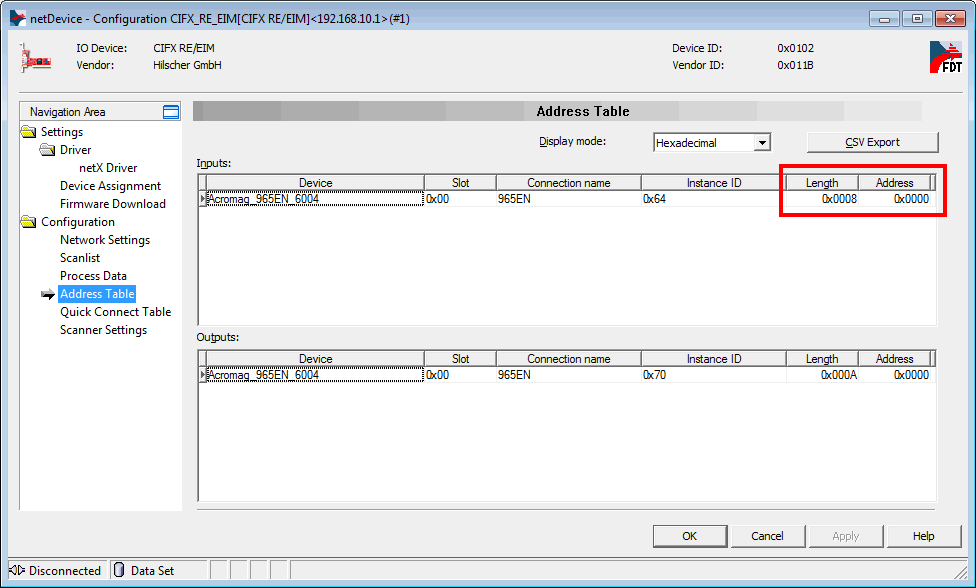 netDevice - Configuration CIFX_RE_EIM[CIFX RE/EIM]<192.168.10.1>(#1)
IO Device: CIFX RE/EIM Device ID: 0x0102
Vendor: Hilscher GmbH Vendor ID: 0x011B
FDT
Navigation Area
Settings
Driver
netX Driver
Device Assignment
Firmware Download
Configuration
Network Settings
Scanlist
Process Data
Address Table
Quick Connect Table
Scanner Settings
Address Table
Display mode: Hexadecimal CSV Export
Inputs:
Device Slot Connection name Instance ID Length Address
Acromag_965EN_6004 0x00 965EN 0x64 0x0008 0x0000
Outputs:
Device Slot Connection name Instance ID Length Address
Acromag_965EN_6004 0x00 965EN 0x70 0x000A 0x0000
OK Cancel Apply Help
Disconnected Data Set